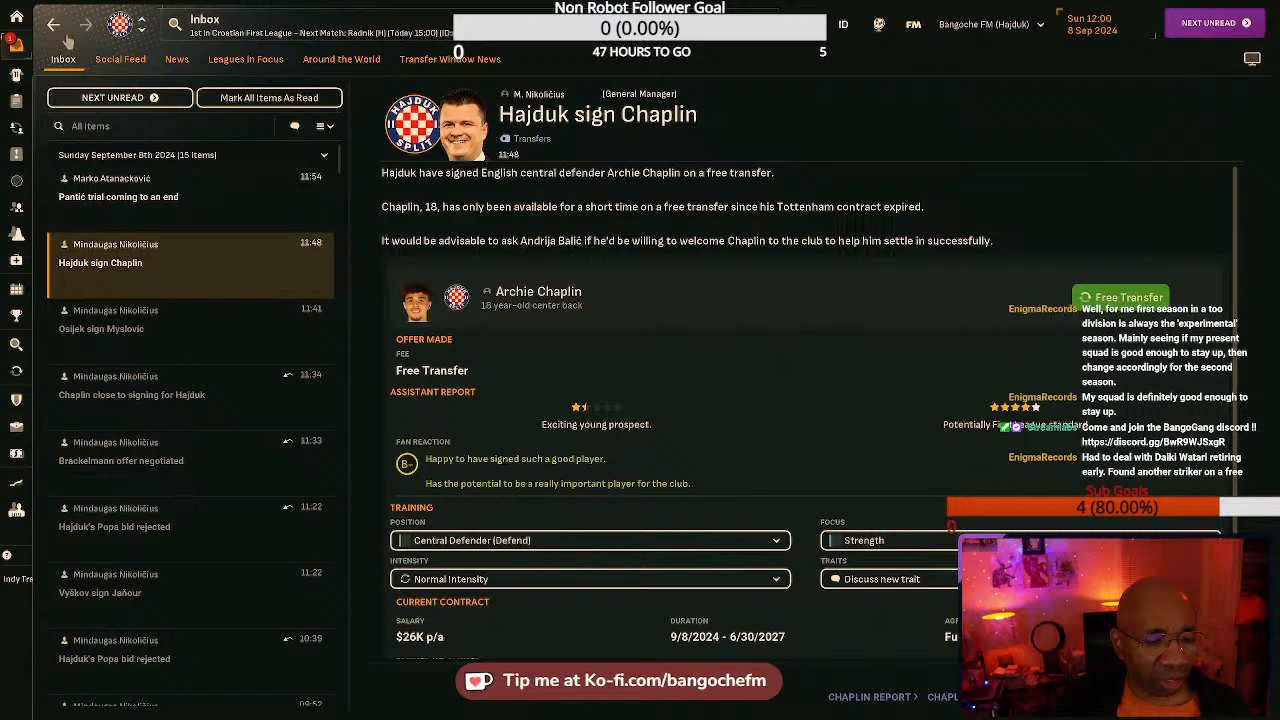 Non Robot Follower Goal
0 (0.00%)
0
47 HOURS TO GO
5
Inbox
1st in Croatian First League - Next Match: Radnik (H) (Today 15:00)
ID
FM
Bangoche FM (Hajduk)
Sun 12:00
8 Sep 2024
NEXT UNREAD
1
Inbox
Social Feed
News
Leagues in Focus
Around the World
Transfer Window News
NEXT UNREAD
Mark All Items As Read
All Items
Sunday September 8th 2024 (15 Items)
Marko Atanacković
11:54
Pantić trial coming to an end
Mindaugas Nikoličius
11:48
Hajduk sign Chaplin
Mindaugas Nikoličius
11:41
Osijek sign Myslovic
Mindaugas Nikoličius
11:34
Chaplin close to signing for Hajduk
Mindaugas Nikoličius
11:33
Brackelmann offer negotiated
Mindaugas Nikoličius
11:22
Hajduk's Popa bid rejected
Mindaugas Nikoličius
11:22
Vyškov sign Jaňour
Mindaugas Nikoličius
10:39
Hajduk's Popa bid rejected
Mindaugas Nikoličius
09:52
Indy Tre
HAJDUK
SPLIT
M. Nikoličius
(General Manager)
Hajduk sign Chaplin
Transfers
11:48
Hajduk have signed English central defender Archie Chaplin on a free transfer.
Chaplin, 18, has only been available for a short time on a free transfer since his Tottenham contract expired.
It would be advisable to ask Andrija Balić if he'd be willing to welcome Chaplin to the club to help him settle in successfully.
Archie Chaplin
18 year-old center back
Free Transfer
OFFER MADE
FEE
Free Transfer
ASSISTANT REPORT
Exciting young prospect.
Potentially First League standard
FAN REACTION
B-
Happy to have signed such a good player.
Has the potential to be a really important player for the club.
TRAINING
POSITION
Central Defender (Defend)
FOCUS
Strength
INTENSITY
Normal Intensity
TRAITS
Discuss new trait
CURRENT CONTRACT
SALARY
$26K p/a
DURATION
9/8/2024 - 6/30/2027
CHAPLIN REPORT >
CHAPL
Tip me at Ko-fi.com/bangochefm
EnigmaRecords
Well, for me first season in a too
division is always the 'experimental'
season. Mainly seeing if my present
squad is good enough to stay up, then
change accordingly for the second
season.
EnigmaRecords
My squad is definitely good enough to
stay up.
Streamlabs
Come and join the BangoGang discord !!
https://discord.gg/BwR9WJSxgR
EnigmaRecords
Had to deal with Daiki Watari retiring
early. Found another striker on a free
Sub Goals
4 (80.00%)
0